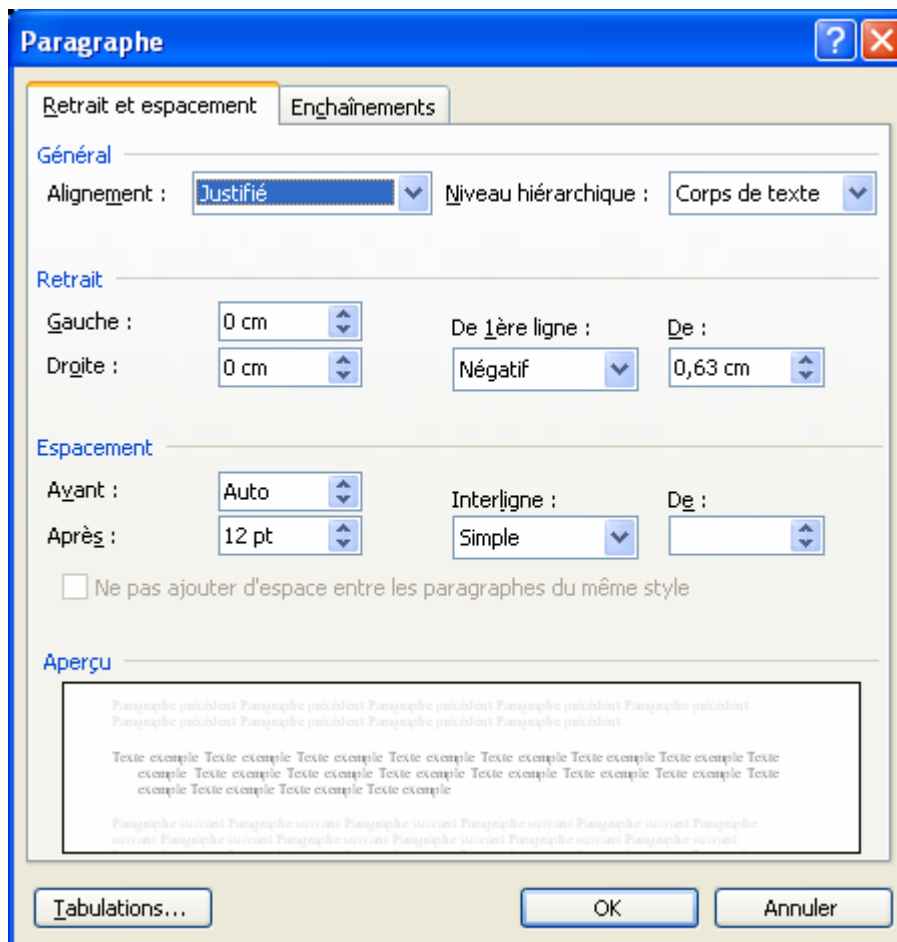 Paragraphe
Retrait et espacement Enchaînements
Général
Alignement : Justifié Niveau hiérarchique : Corps de texte
Retrait
Gauche : 0 cm De 1ère ligne : De :
Droite : 0 cm Négatif 0,63 cm
Espacement
Avant : Auto Interligne : De :
Après : 12 pt Simple
Ne pas ajouter d'espace entre les paragraphes du même style
Aperçu
Paragraphe précédent Paragraphe précédent Paragraphe précédent Paragraphe précédent Paragraphe précédent
Paragraphe précédent Paragraphe précédent Paragraphe précédent Paragraphe précédent
Texte exemple Texte exemple Texte exemple Texte exemple Texte exemple Texte exemple Texte exemple Texte
exemple Texte exemple Texte exemple Texte exemple Texte exemple Texte exemple Texte exemple Texte
exemple Texte exemple Texte exemple Texte exemple
Paragraphe suivant Paragraphe suivant Paragraphe suivant Paragraphe suivant Paragraphe suivant Paragraphe
suivant Paragraphe suivant Paragraphe suivant Paragraphe suivant Paragraphe suivant Paragraphe suivant
Tabulations... OK Annuler